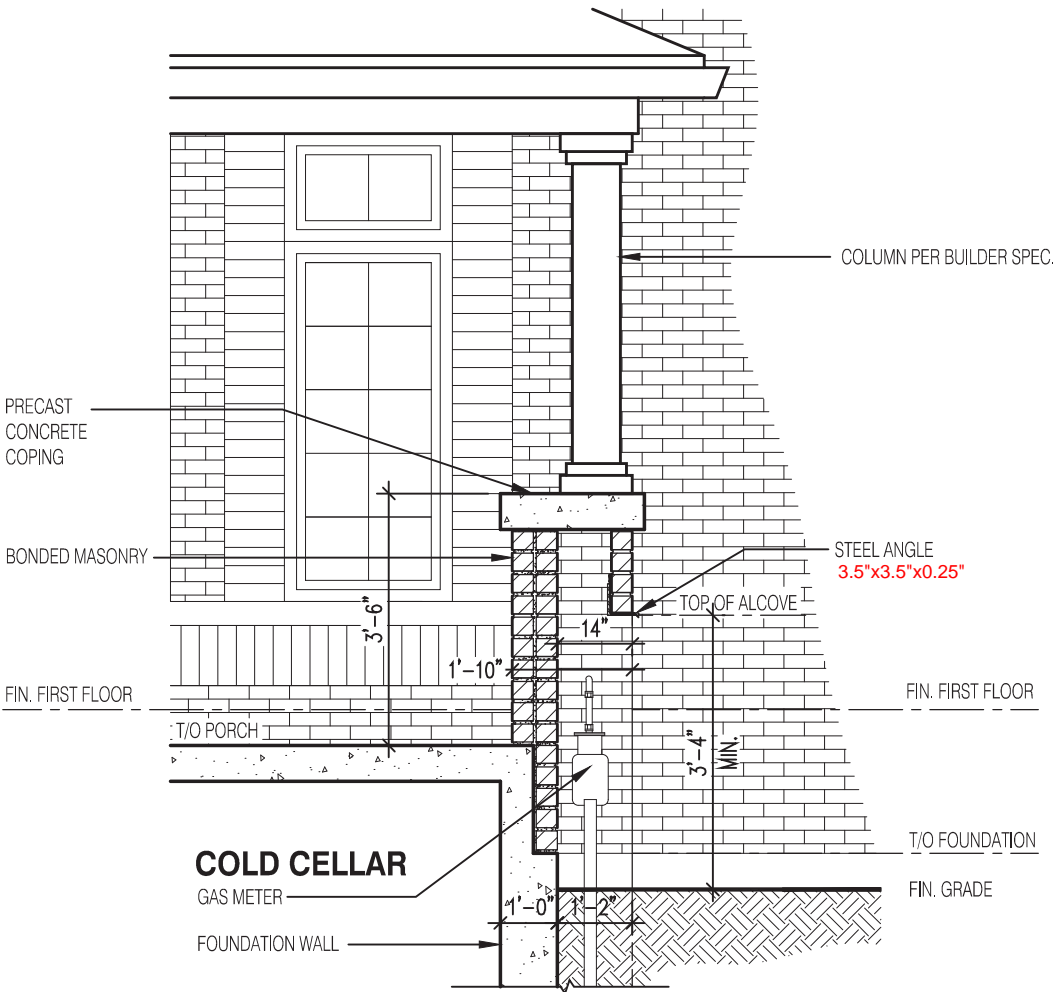 COLUMN PER BUILDER SPEC.
PRECAST
CONCRETE
COPING
BONDED MASONRY
STEEL ANGLE
3.5"x3.5"x0.25"
TOP OF ALCOVE
3'-6"
14"
1'-10"
FIN. FIRST FLOOR
FIN. FIRST FLOOR
T/O PORCH
3'-4"
MIN.
T/O FOUNDATION
COLD CELLAR
GAS METER
FIN. GRADE
1'-0"
1'-2"
FOUNDATION WALL